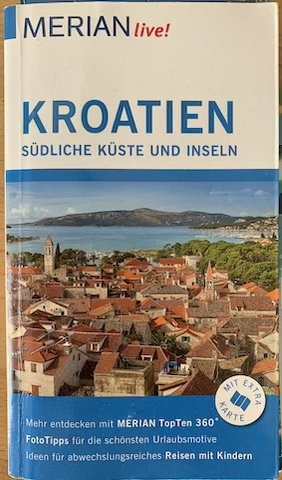 MERIAN live!
KROATIEN
SÜDLICHE KÜSTE UND INSELN
MIT EXTRA
KARTE
Mehr entdecken mit MERIAN TopTen 360°
FotoTipps für die schönsten Urlaubsmotive
Ideen für abwechslungsreiches Reisen mit Kindern